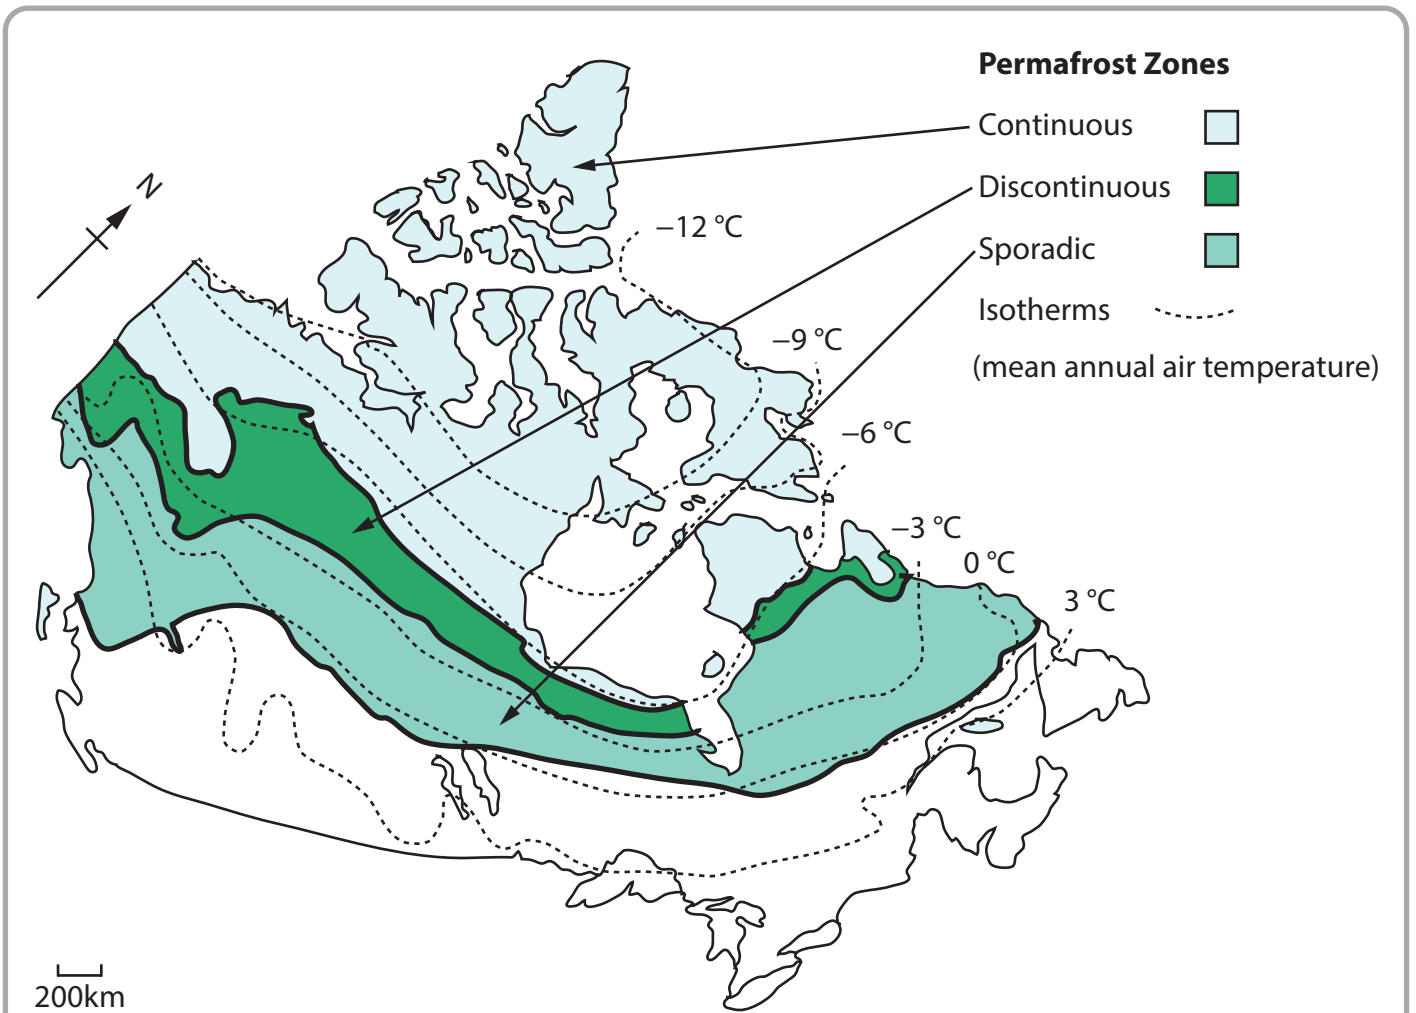 Permafrost Zones
Continuous
Discontinuous
Sporadic
Isotherms
(mean annual air temperature)
N
−12 °C
−9 °C
−6 °C
−3 °C
0 °C
3 °C
200km